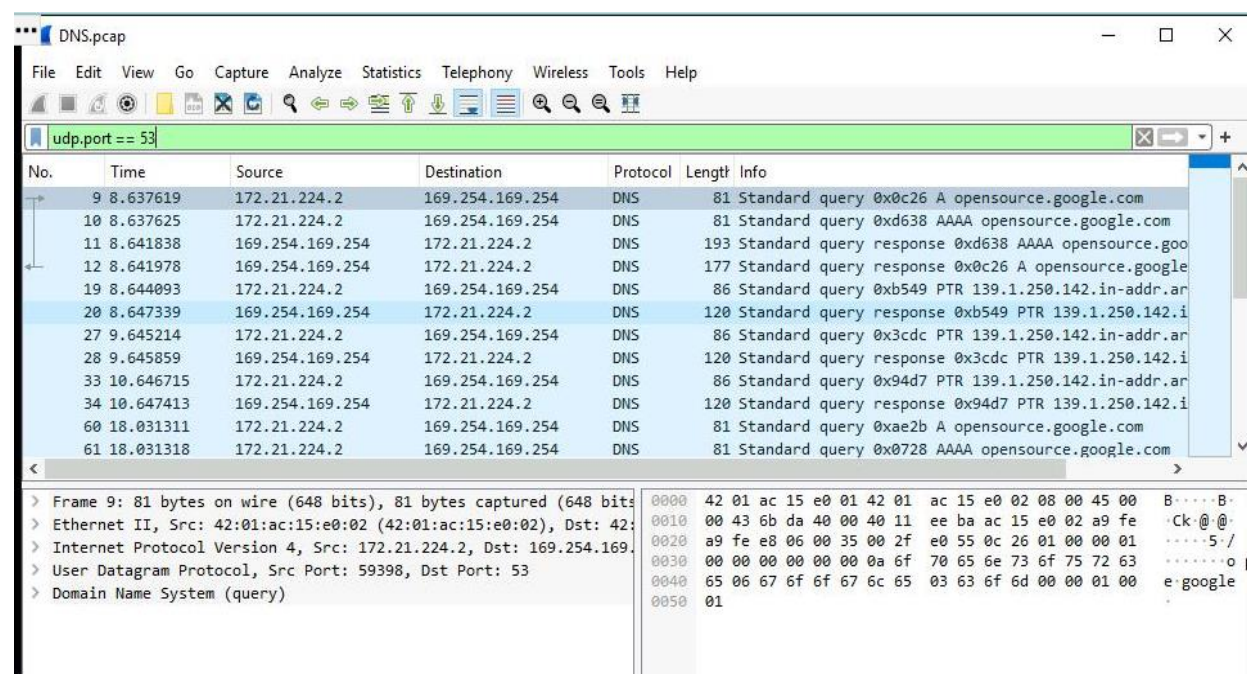 DNS.pcap
File Edit View Go Capture Analyze Statistics Telephony Wireless Tools Help
udp.port == 53
No. Time Source Destination Protocol Length Info
9 8.637619 172.21.224.2 169.254.169.254 DNS 81 Standard query 0x0c26 A opensource.google.com
10 8.637625 172.21.224.2 169.254.169.254 DNS 81 Standard query 0xd638 AAAA opensource.google.com
11 8.641838 169.254.169.254 172.21.224.2 DNS 193 Standard query response 0xd638 AAAA opensource.goo
12 8.641978 169.254.169.254 172.21.224.2 DNS 177 Standard query response 0x0c26 A opensource.google
19 8.644093 172.21.224.2 169.254.169.254 DNS 86 Standard query 0xb549 PTR 139.1.250.142.in-addr.ar
20 8.647339 169.254.169.254 172.21.224.2 DNS 120 Standard query response 0xb549 PTR 139.1.250.142.i
27 9.645214 172.21.224.2 169.254.169.254 DNS 86 Standard query 0x3cdc PTR 139.1.250.142.in-addr.ar
28 9.645859 169.254.169.254 172.21.224.2 DNS 120 Standard query response 0x3cdc PTR 139.1.250.142.i
33 10.646715 172.21.224.2 169.254.169.254 DNS 86 Standard query 0x94d7 PTR 139.1.250.142.in-addr.ar
34 10.647413 169.254.169.254 172.21.224.2 DNS 120 Standard query response 0x94d7 PTR 139.1.250.142.i
60 18.031311 172.21.224.2 169.254.169.254 DNS 81 Standard query 0xae2b A opensource.google.com
61 18.031318 172.21.224.2 169.254.169.254 DNS 81 Standard query 0x0728 AAAA opensource.google.com
Frame 9: 81 bytes on wire (648 bits), 81 bytes captured (648 bits
Ethernet II, Src: 42:01:ac:15:e0:02 (42:01:ac:15:e0:02), Dst: 42:
Internet Protocol Version 4, Src: 172.21.224.2, Dst: 169.254.169.
User Datagram Protocol, Src Port: 59398, Dst Port: 53
Domain Name System (query)
0000 42 01 ac 15 e0 01 42 01 ac 15 e0 02 08 00 45 00 B·····B·
0010 00 43 6b da 40 00 40 11 ee ba ac 15 e0 02 a9 fe ·Ck·@·@·
0020 a9 fe e8 06 00 35 00 2f e0 55 0c 26 01 00 00 01 ·····5·/
0030 00 00 00 00 00 00 0a 6f 70 65 6e 73 6f 75 72 63 ·······o p
0040 65 06 67 6f 6f 67 6c 65 03 63 6f 6d 00 00 01 00 e·google
0050 01 ·